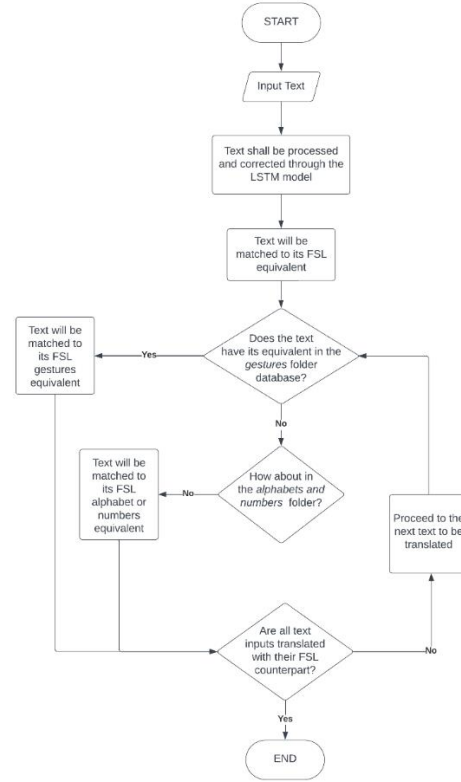 START
Input Text
Text shall be processed
and corrected through the
LSTM model
Text will be
matched to its FSL
equivalent
Does the text
have its equivalent in the
gestures folder
database?
Yes
Text will be
matched to
its FSL
gestures
equivalent
No
How about in
the alphabets and
numbers folder?
No
Text will be
matched to
its FSL
alphabet or
numbers
equivalent
Proceed to the
next text to be
translated
Are all text
inputs translated
with their FSL
counterpart?
No
Yes
END